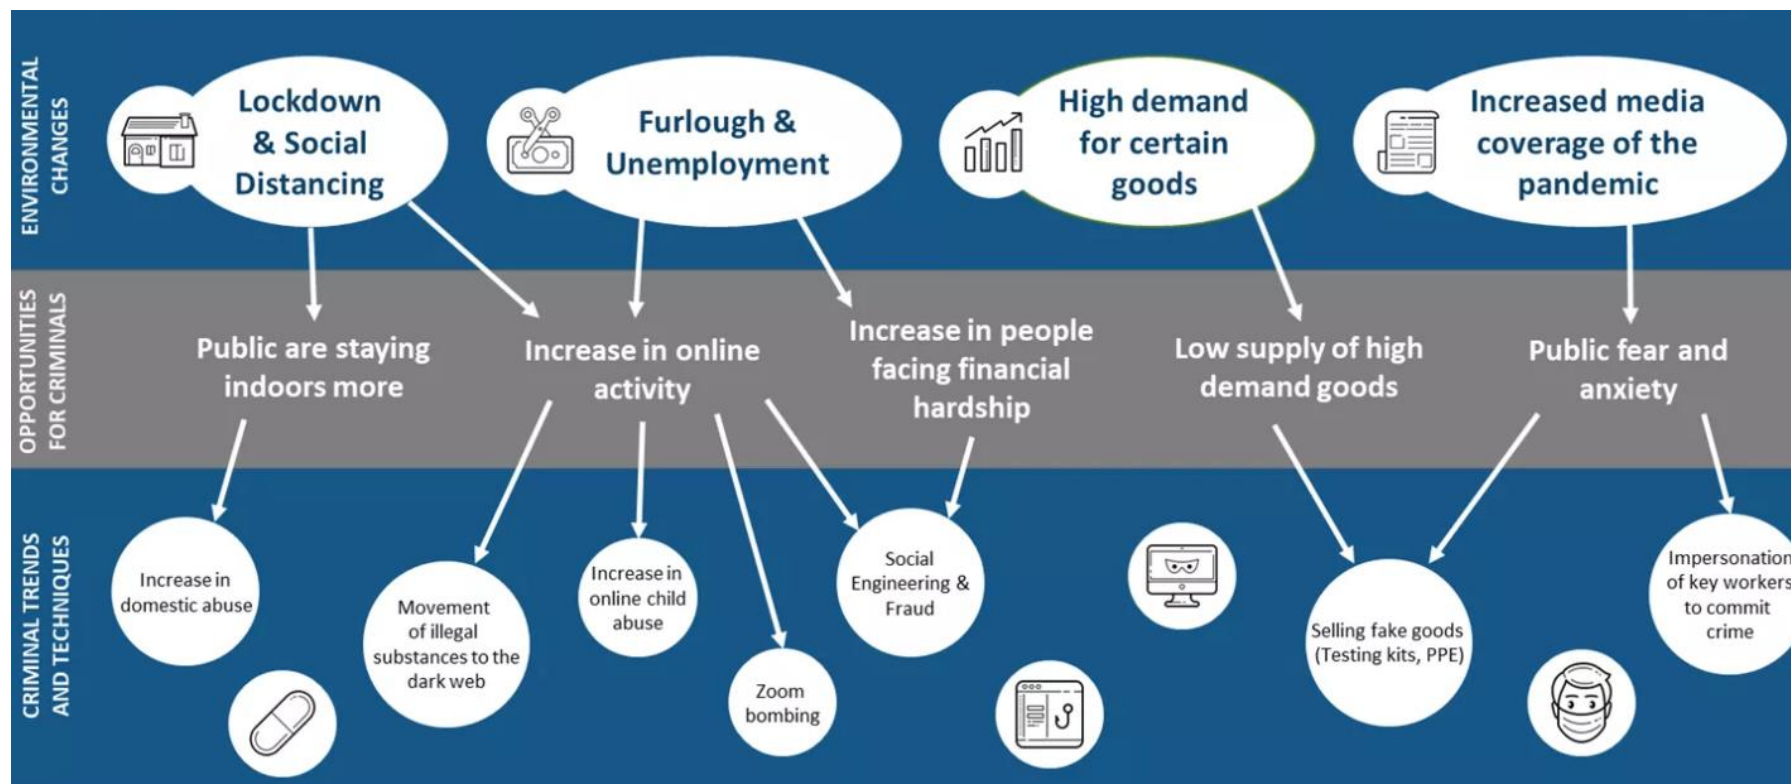 ENVIRONMENTAL
CHANGES
Lockdown
& Social
Distancing
Furlough &
Unemployment
High demand
for certain
goods
Increased media
coverage of the
pandemic
OPPORTUNITIES
FOR CRIMINALS
Public are staying
indoors more
Increase in online
activity
Increase in people
facing financial
hardship
Low supply of high
demand goods
Public fear and
anxiety
CRIMINAL TRENDS
AND TECHNIQUES
Increase in
domestic abuse
Movement
of illegal
substances to the
dark web
Increase in
online child
abuse
Zoom
bombing
Social
Engineering &
Fraud
Selling fake goods
(Testing kits, PPE)
Impersonation
of key workers
to commit
crime